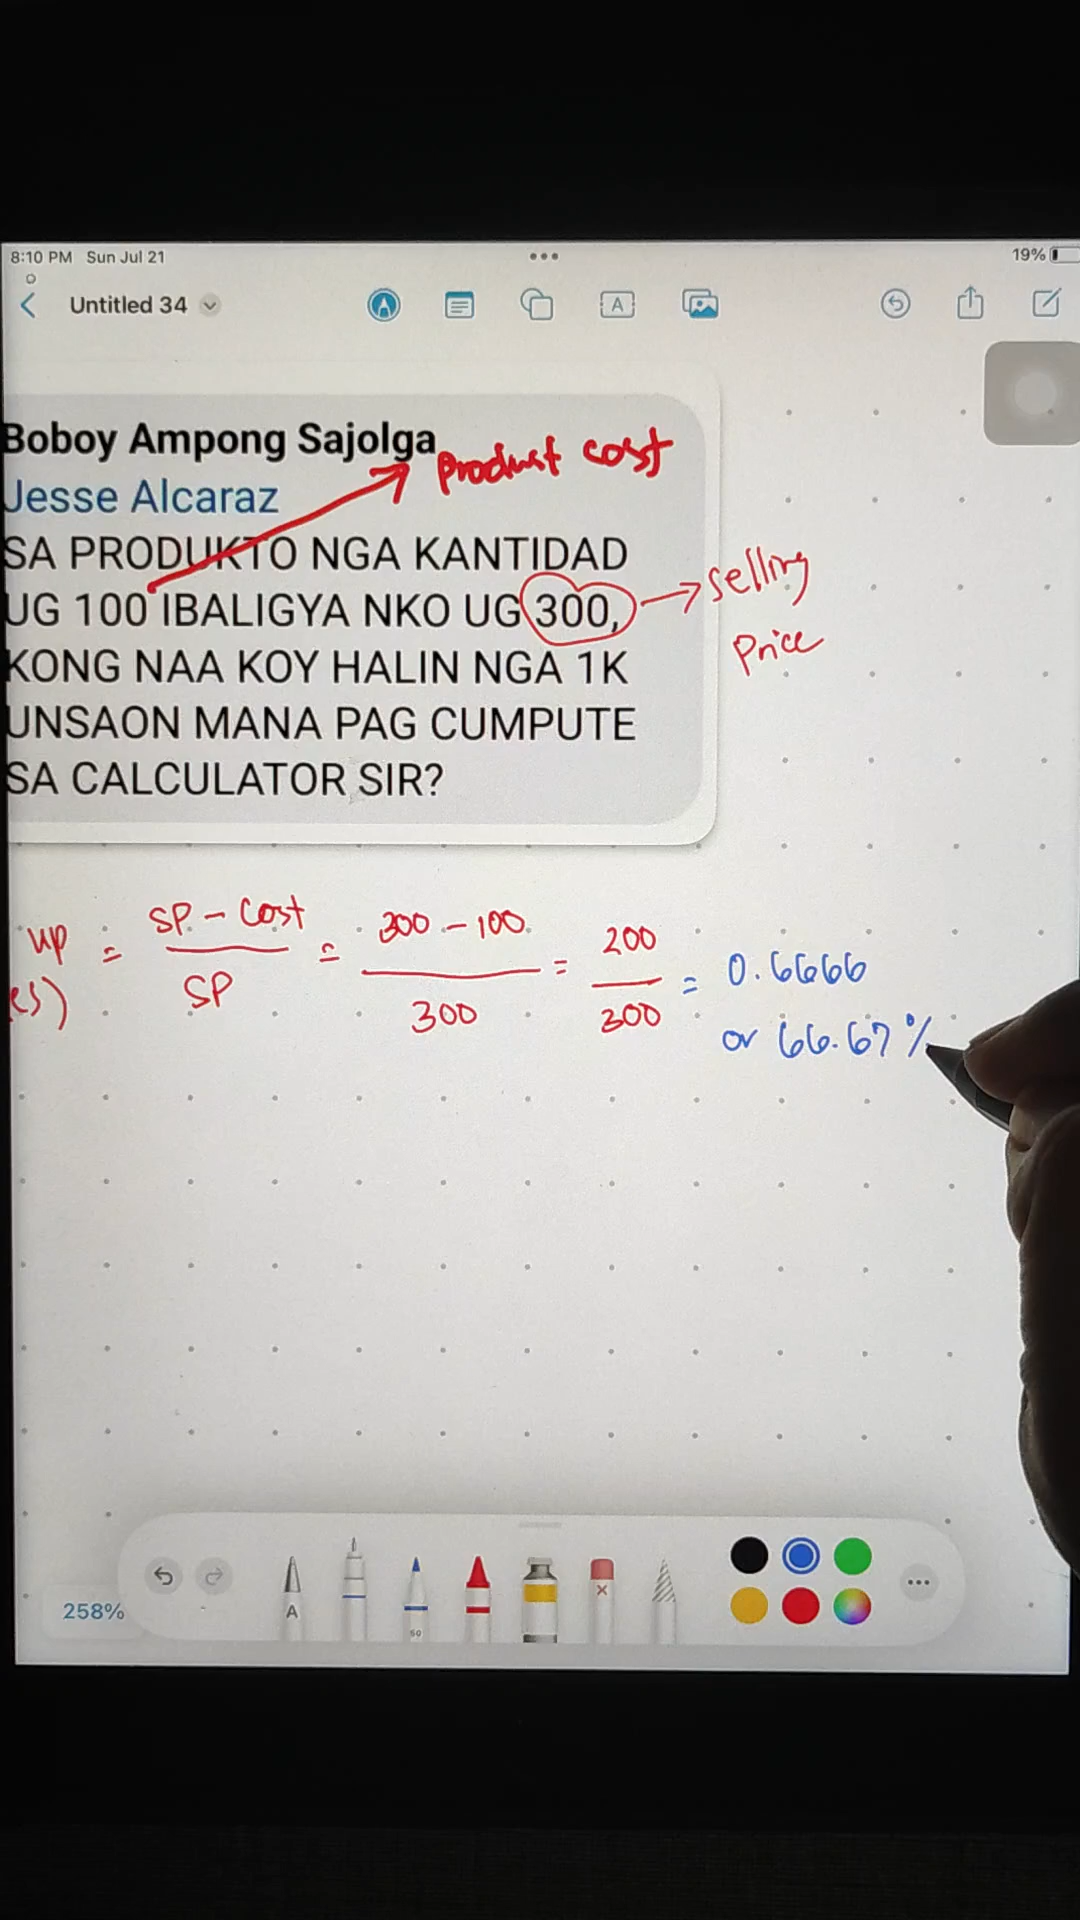 8:10 PM Sun Jul 21
19%
Untitled 34
A
Boboy Ampong Sajolga
Product cost
Jesse Alcaraz
SA PRODUKTO NGA KANTIDAD
UG 100 IBALIGYA NKO UG 300,
selling
Price
KONG NAA KOY HALIN NGA 1K
UNSAON MANA PAG CUMPUTE
SA CALCULATOR SIR?
up = SP - Cost / SP = 300 - 100 / 300 = 200 / 300 = 0.6666
es)
or 66.67%
A
50
258%